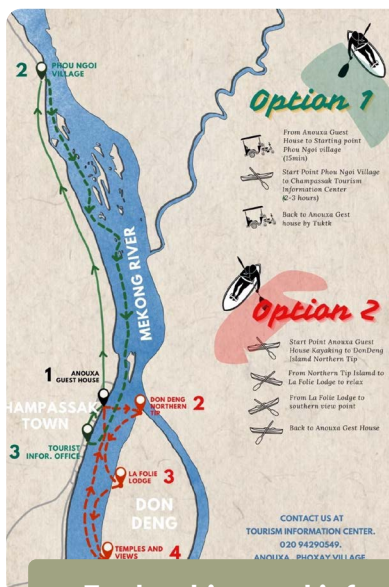 2
PHOU NGOI
VILLAGE
Option 1
From Anouxa Guest
House to Starting point
Phou Ngoi village
(15min)
Start Point Phou Ngoi Village
to Champassak Tourism
Information Center
(2-3 hours)
Back to Anouxa Gest
house by Tuktk
MEKONG RIVER
Option 2
Start Point Anouxa Guest
House Kayaking to DonDeng
Island Northern Tip
From Northern Tip Island to
La Folie Lodge to relax
From La Folie Lodge to
southern view point
Back to Anouxa Gest House
1 ANOUXA
GUEST HOUSE
HAMPASSAK
TOWN
DON DENG
NORTHERN
TIP
2
3 TOURIST
INFOR. OFFICE
LA FOLIE
LODGE
3
DON
DENG
TEMPLES AND
VIEWS
4
CONTACT US AT
TOURISM INFORMATION CENTER.
020 94290549.
ANOUXA PHOXAY VILLAGE